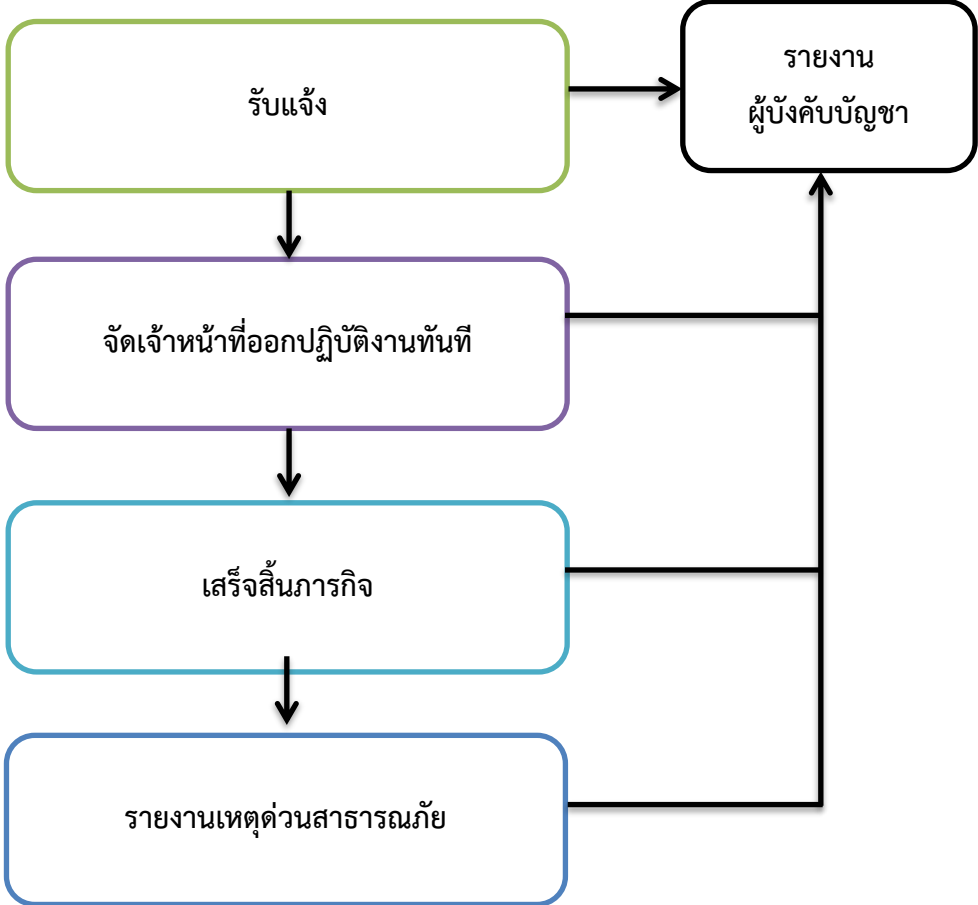 รับแจ้ง
รายงาน
ผู้บังคับบัญชา
จัดเจ้าหน้าที่ออกปฏิบัติงานทันที
เสร็จสิ้นภารกิจ
รายงานเหตุด่วนสาธารณภัย